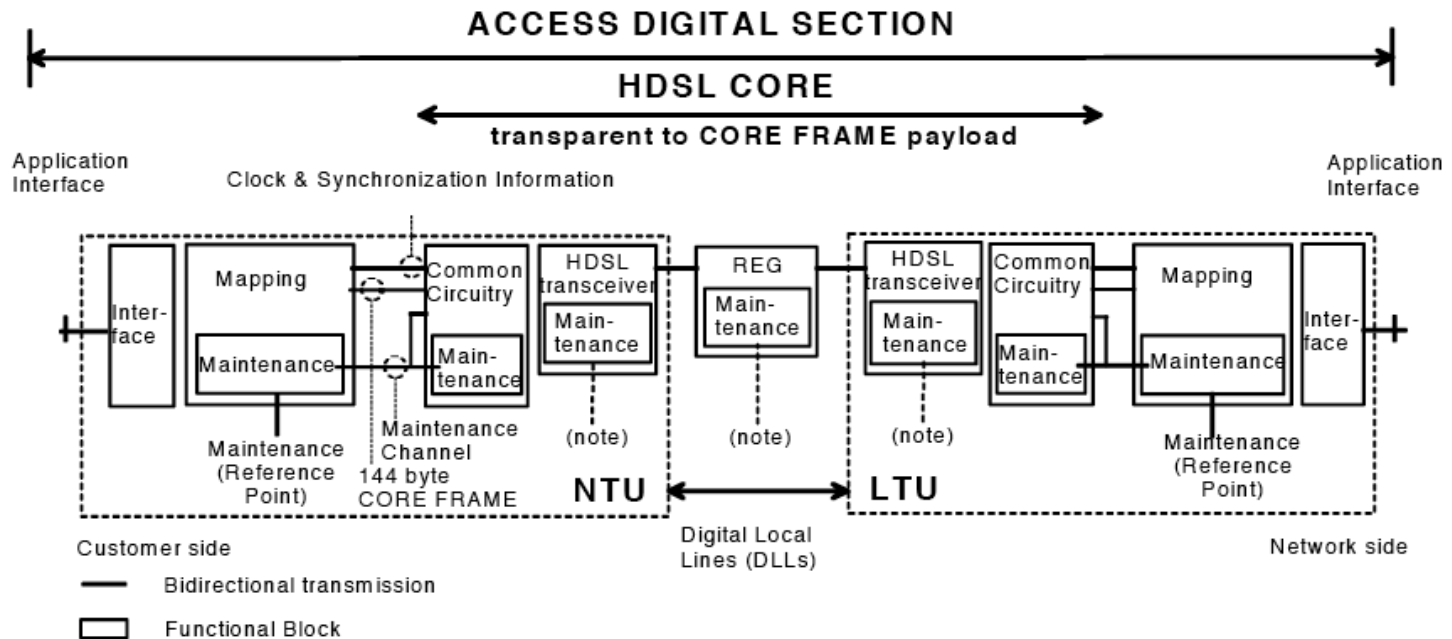 ACCESS DIGITAL SECTION
HDSL CORE
transparent to CORE FRAME payload
Application
Interface
Clock & Synchronization Information
Application
Interface
Inter-
face
Mapping
Maintenance
Common
Circuitry
Main-
tenance
HDSL
transceiver
Main-
tenance
REG
Main-
tenance
HDSL
transceiver
Main-
tenance
Common
Circuitry
Main-
tenance
Mapping
Maintenance
Inter-
face
Maintenance
(Reference
Point)
Maintenance
Channel
144 byte
CORE FRAME
(note)
(note)
(note)
Maintenance
(Reference
Point)
NTU
LTU
Digital Local
Lines (DLLs)
Customer side
Network side
Bidirectional transmission
Functional Block